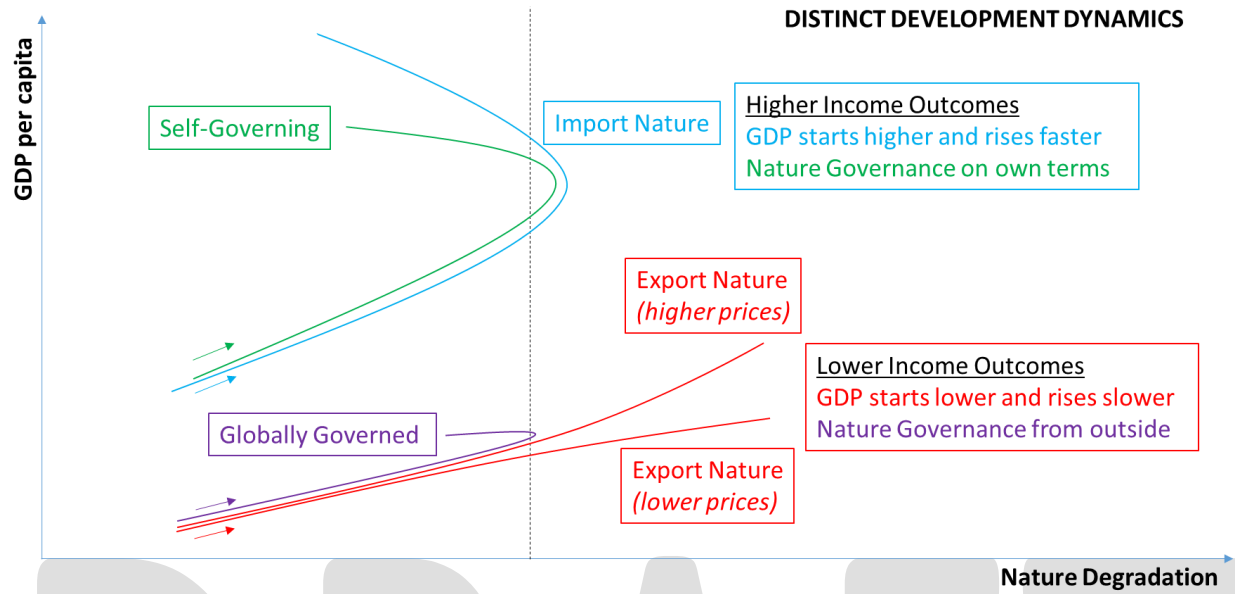 DISTINCT DEVELOPMENT DYNAMICS
GDP per capita
Self-Governing
Import Nature
Higher Income Outcomes
GDP starts higher and rises faster
Nature Governance on own terms
Export Nature
(higher prices)
Lower Income Outcomes
GDP starts lower and rises slower
Nature Governance from outside
Globally Governed
Export Nature
(lower prices)
Nature Degradation